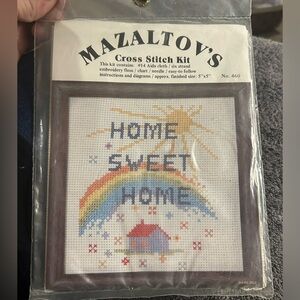 MAZALTOV'S
Cross Stitch Kit
This kit contains: #14 Aida cloth / six strand
embroidery floss / chart / needle / easy-to-follow
instructions and diagrams / approx. finished size: 5"x5"
No. 460
HOME
SWEET
HOME